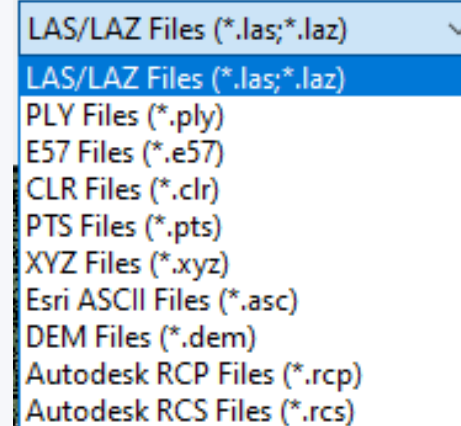 LAS/LAZ Files (*.las;*.laz)
LAS/LAZ Files (*.las;*.laz)
PLY Files (*.ply)
E57 Files (*.e57)
CLR Files (*.clr)
PTS Files (*.pts)
XYZ Files (*.xyz)
Esri ASCII Files (*.asc)
DEM Files (*.dem)
Autodesk RCP Files (*.rcp)
Autodesk RCS Files (*.rcs)